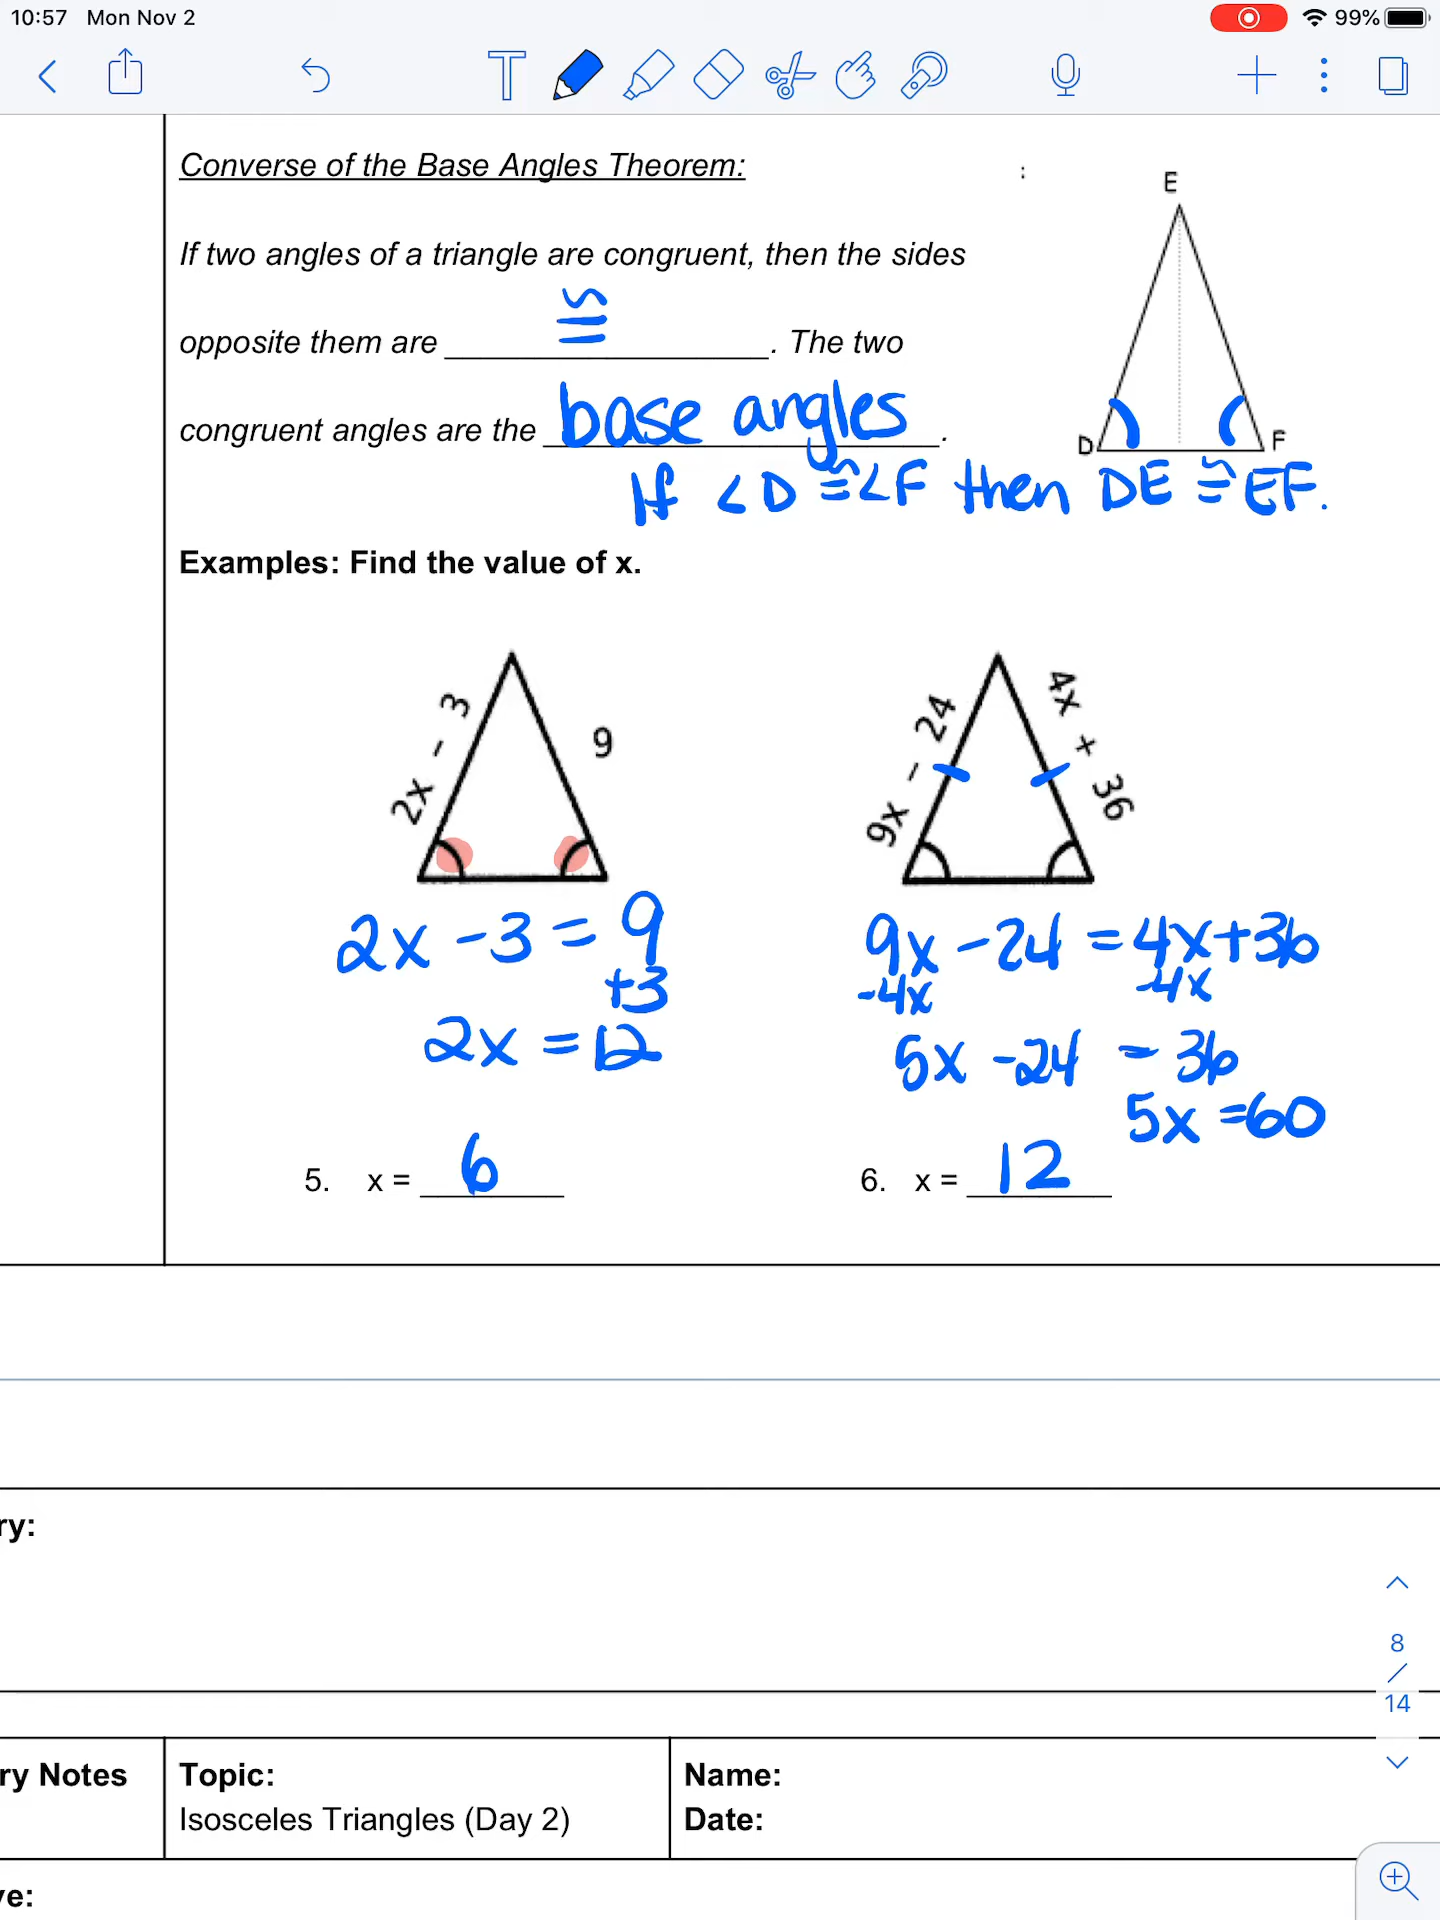 10:57 Mon Nov 2 99%
Converse of the Base Angles Theorem: :
E
If two angles of a triangle are congruent, then the sides
opposite them are ≅. The two
congruent angles are the base angles.
D F
If ∠D ≅ ∠F then DE ≅ EF.
Examples: Find the value of x.
2x - 3 9
9x - 24 4x + 36
2x - 3 = 9
+3
2x = 12
9x - 24 = 4x + 36
-4x -4x
5x - 24 = 36
5x = 60
5. x = 6
6. x = 12
ry:
8
/
14
ry Notes Topic: Name:
Isosceles Triangles (Day 2) Date:
ve: